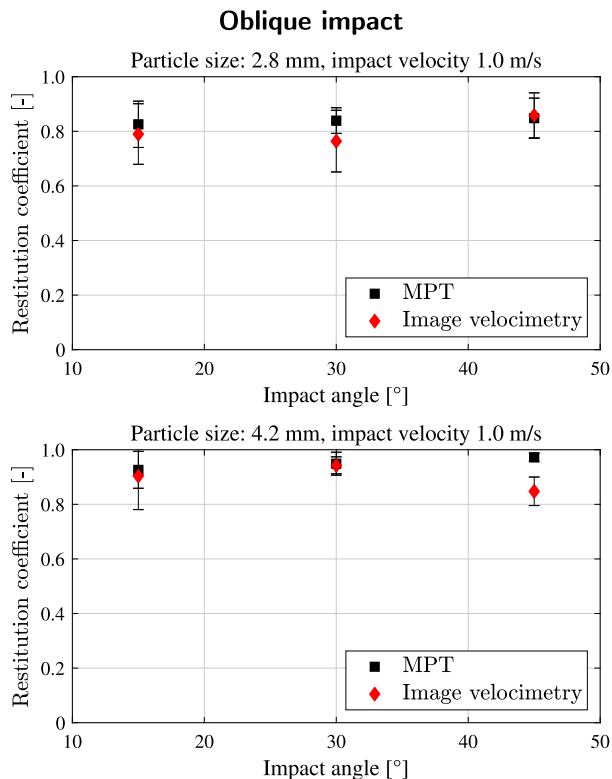 Oblique impact
Particle size: 2.8 mm, impact velocity 1.0 m/s
Restitution coefficient [-]
1.0
0.8
0.6
0.4
0.2
0
MPT
Image velocimetry
10 20 30 40 50
Impact angle [°]
Particle size: 4.2 mm, impact velocity 1.0 m/s
Restitution coefficient [-]
1.0
0.8
0.6
0.4
0.2
0
MPT
Image velocimetry
10 20 30 40 50
Impact angle [°]